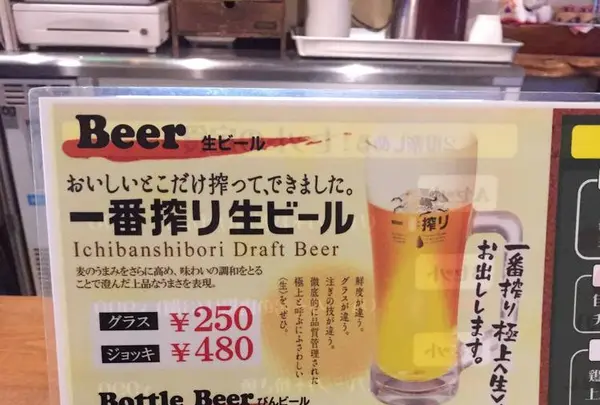 Beer 生ビール
おいしいとこだけ搾って、できました。
一番搾り生ビール
Ichibanshibori Draft Beer
麦のうまみをさらに高め、味わいの調和をとる
ことで澄んだ上品なうまさを表現。
グラス ¥250
ジョッキ ¥480
鮮度が違う。
グラスが違う。
注ぎの技が違う。
徹底的に品質管理された
極上と呼ぶにふさわしい
〈生〉を、ぜひ。
一番搾り
一番搾り 極上〈生〉
お出しします。
Bottle Beer びんビール